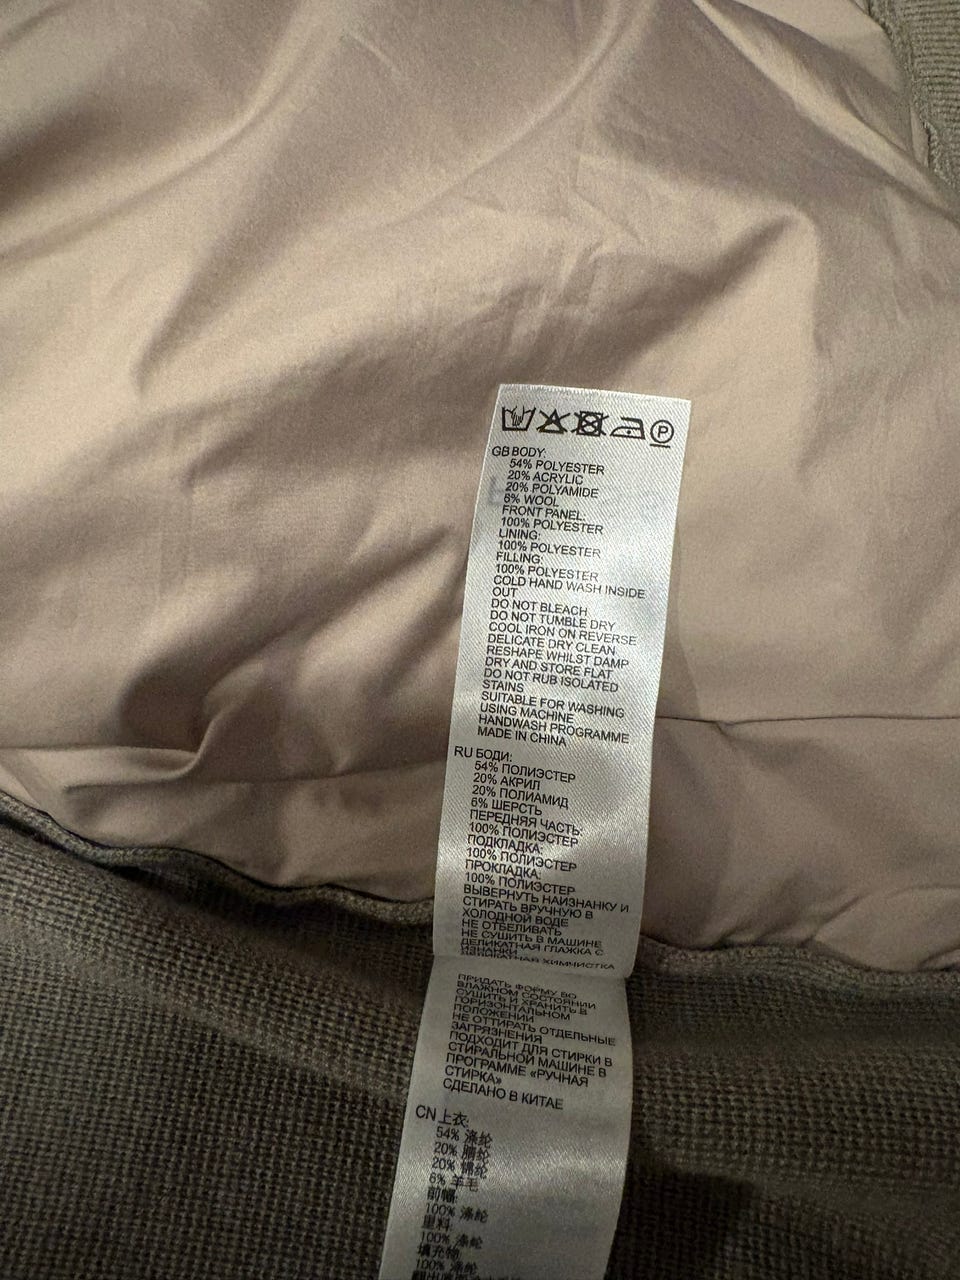 GB BODY:
54% POLYESTER
20% ACRYLIC
20% POLYAMIDE
6% WOOL
FRONT PANEL:
100% POLYESTER
LINING:
100% POLYESTER
FILLING:
100% POLYESTER
COLD HAND WASH INSIDE
OUT
DO NOT BLEACH
DO NOT TUMBLE DRY
COOL IRON ON REVERSE
DELICATE DRY CLEAN
RESHAPE WHILST DAMP
DRY AND STORE FLAT
DO NOT RUB ISOLATED
STAINS
SUITABLE FOR WASHING
USING MACHINE
HANDWASH PROGRAMME
MADE IN CHINA
RU БОДИ:
54% ПОЛИЭСТЕР
20% АКРИЛ
20% ПОЛИАМИД
6% ШЕРСТЬ
ПЕРЕДНЯЯ ЧАСТЬ:
100% ПОЛИЭСТЕР
ПОДКЛАДКА:
100% ПОЛИЭСТЕР
ПРОКЛАДКА:
100% ПОЛИЭСТЕР
ВЫВЕРНУТЬ НАИЗНАНКУ И
СТИРАТЬ ВРУЧНУЮ В
ХОЛОДНОЙ ВОДЕ
НЕ ОТБЕЛИВАТЬ
НЕ СУШИТЬ В МАШИНЕ
ДЕЛИКАТНАЯ ГЛАЖКА С
ИЗНАНКИ
ДЕЛИКАТНАЯ ХИМЧИСТКА
ПРИДАТЬ ФОРМУ ВО
ВЛАЖНОМ СОСТОЯНИИ
СУШИТЬ И ХРАНИТЬ В
ГОРИЗОНТАЛЬНОМ
ПОЛОЖЕНИИ
НЕ ОТТИРАТЬ ОТДЕЛЬНЫЕ
ЗАГРЯЗНЕНИЯ
ПОДХОДИТ ДЛЯ СТИРКИ В
СТИРАЛЬНОЙ МАШИНЕ В
ПРОГРАММЕ «РУЧНАЯ
СТИРКА»
СДЕЛАНО В КИТАЕ
CN 上衣:
54% 涤纶
20% 腈纶
20% 锦纶
6% 羊毛
前幅:
100% 涤纶
里料:
100% 涤纶
填充物:
100% 涤纶